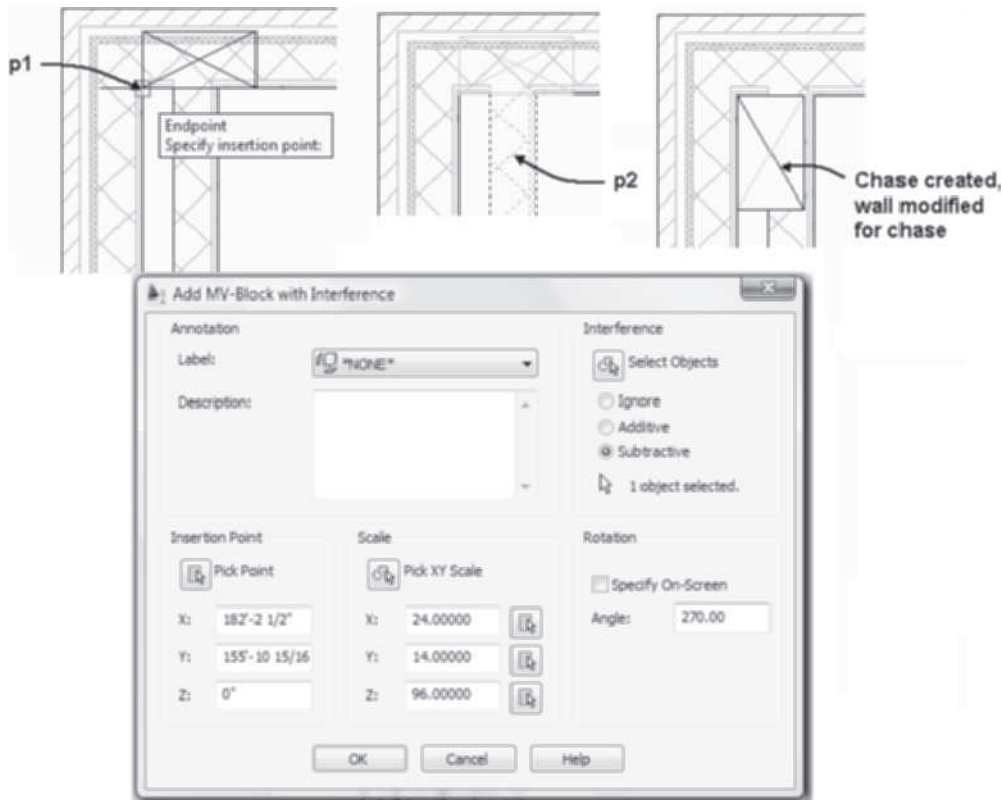 p1
Endpoint
Specify insertion point:
p2
Chase created,
wall modified
for chase
Add MV-Block with Interference
Annotation
Label:
*NONE*
Description:
Interference
Select Objects
Ignore
Additive
Subtractive
1 object selected.
Insertion Point
Pick Point
X: 182'-2 1/2"
Y: 155'-10 15/16
Z: 0"
Scale
Pick XY Scale
X: 24.00000
Y: 14.00000
Z: 96.00000
Rotation
Specify On-Screen
Angle: 270.00
OK
Cancel
Help